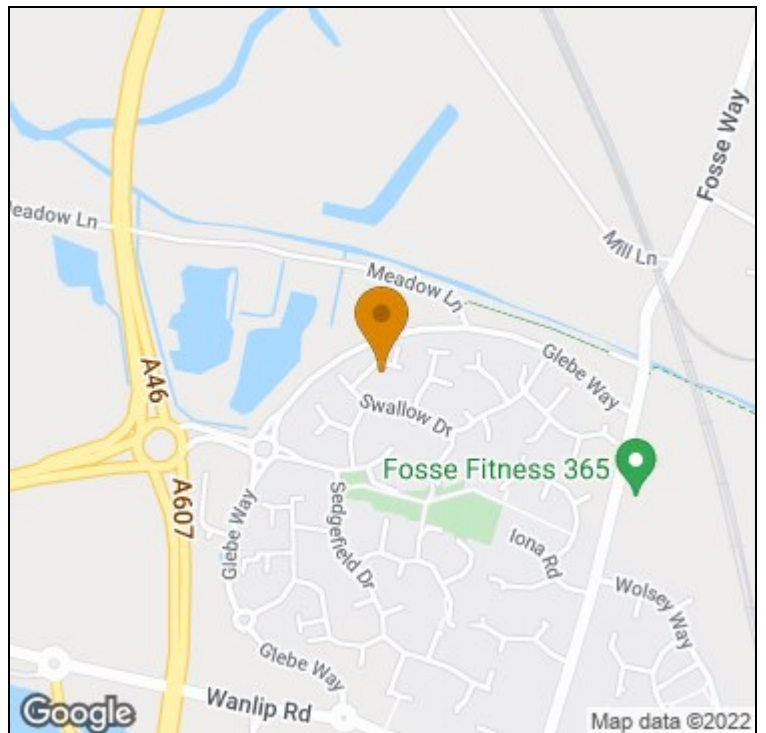 Fosse Way
eadow Ln
Mill Ln
Meadow Ln
Glebe Way
A46
Swallow Dr
Fosse Fitness 365
A607
Sedgefield Dr
Glebe Way
Iona Rd
Wolsey Way
Glebe Way
Wanlip Rd
Google
Map data ©2022